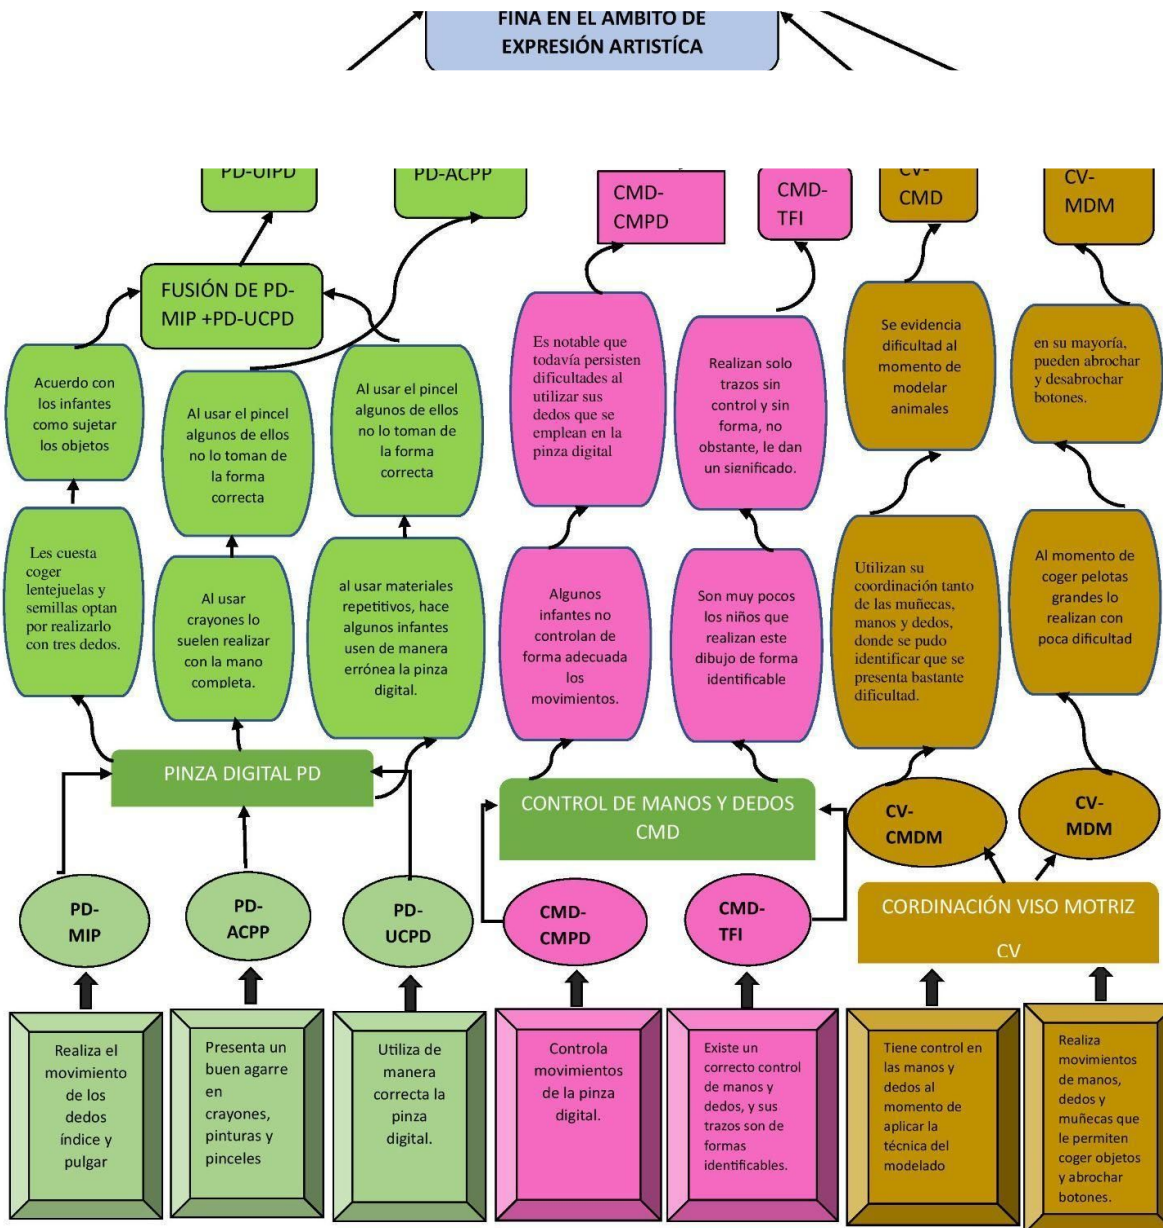 FINA EN EL AMBITO DE
EXPRESIÓN ARTISTÍCA
PD-UIPD
PD-ACPP
CMD-
CMPD
CMD-
TFI
CV-
CMD
CV-
MDM
FUSIÓN DE PD-
MIP +PD-UCPD
Acuerdo con
los infantes
como sujetar
los objetos
Al usar el pincel
algunos de ellos
no lo toman de
la forma
correcta
Al usar el pincel
algunos de ellos
no lo toman de
la forma
correcta
Es notable que
todavía persisten
dificultades al
utilizar sus
dedos que se
emplean en la
pinza digital
Realizan solo
trazos sin
control y sin
forma, no
obstante, le dan
un significado.
Se evidencia
dificultad al
momento de
modelar
animales
en su mayoría,
pueden abrochar
y desabrochar
botones.
Les cuesta
coger
lentejuelas y
semillas optan
por realizarlo
con tres dedos.
Al usar
crayones lo
suelen realizar
con la mano
completa.
al usar materiales
repetitivos, hace
algunos infantes
usen de manera
errónea la pinza
digital.
Algunos
infantes no
controlan de
forma adecuada
los
movimientos.
Son muy pocos
los niños que
realizan este
dibujo de forma
identificable
Utilizan su
coordinación tanto
de las muñecas,
manos y dedos,
donde se pudo
identificar que se
presenta bastante
dificultad.
Al momento de
coger pelotas
grandes lo
realizan con
poca dificultad
PINZA DIGITAL PD
CONTROL DE MANOS Y DEDOS
CMD
CV-
CMDM
CV-
MDM
PD-
MIP
PD-
ACPP
PD-
UCPD
CMD-
CMPD
CMD-
TFI
CORDINACIÓN VISO MOTRIZ
CV
Realiza el
movimiento
de los
dedos
índice y
pulgar
Presenta un
buen agarre
en
crayones,
pinturas y
pinceles
Utiliza de
manera
correcta la
pinza
digital.
Controla
movimientos
de la pinza
digital.
Existe un
correcto control
de manos y
dedos, y sus
trazos son de
formas
identificables.
Tiene control en
las manos y
dedos al
momento de
aplicar la
técnica del
modelado
Realiza
movimientos
de manos,
dedos y
muñecas que
le permiten
coger objetos
y abrochar
botones.